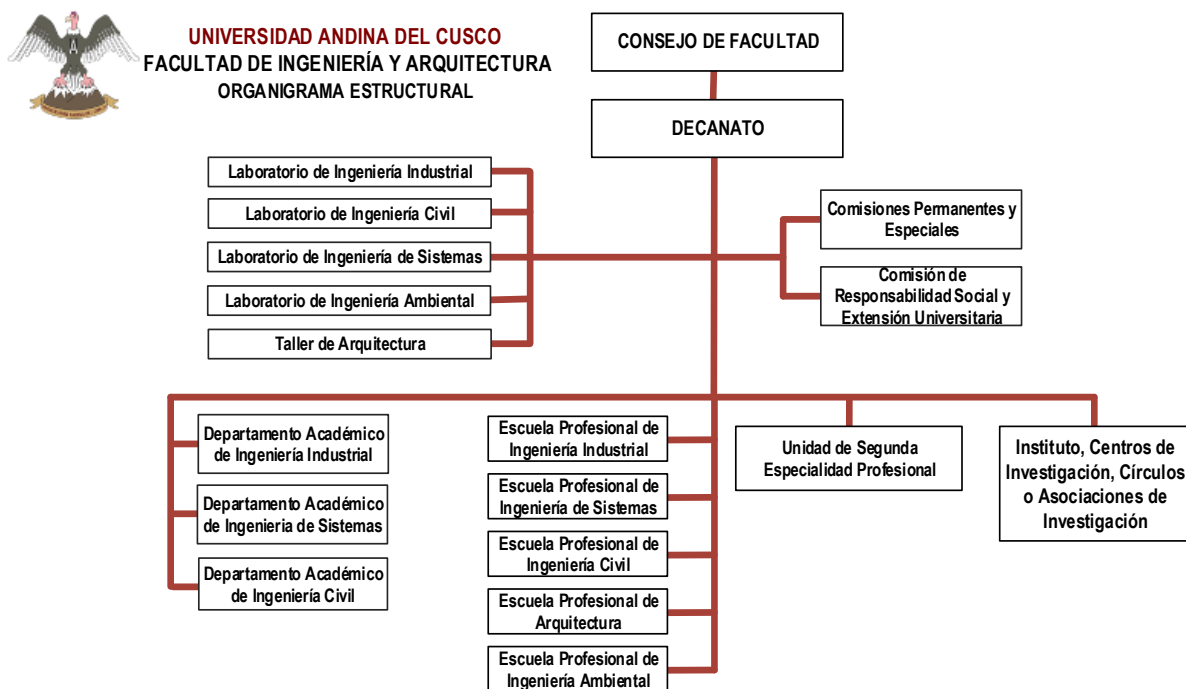 UNIVERSIDAD ANDINA DEL CUSCO
FACULTAD DE INGENIERÍA Y ARQUITECTURA
ORGANIGRAMA ESTRUCTURAL
CONSEJO DE FACULTAD
DECANATO
Laboratorio de Ingeniería Industrial
Laboratorio de Ingeniería Civil
Laboratorio de Ingeniería de Sistemas
Laboratorio de Ingeniería Ambiental
Taller de Arquitectura
Comisiones Permanentes y
Especiales
Comisión de
Responsabilidad Social y
Extensión Universitaria
Departamento Académico
de Ingeniería Industrial
Departamento Académico
de Ingenieria de Sistemas
Departamento Académico
de Ingeniería Civil
Escuela Profesional de
Ingeniería Industrial
Escuela Profesional de
Ingeniería de Sistemas
Escuela Profesional de
Ingeniería Civil
Escuela Profesional de
Arquitectura
Escuela Profesional de
Ingeniería Ambiental
Unidad de Segunda
Especialidad Profesional
Instituto, Centros de
Investigación, Círculos
o Asociaciones de
Investigación